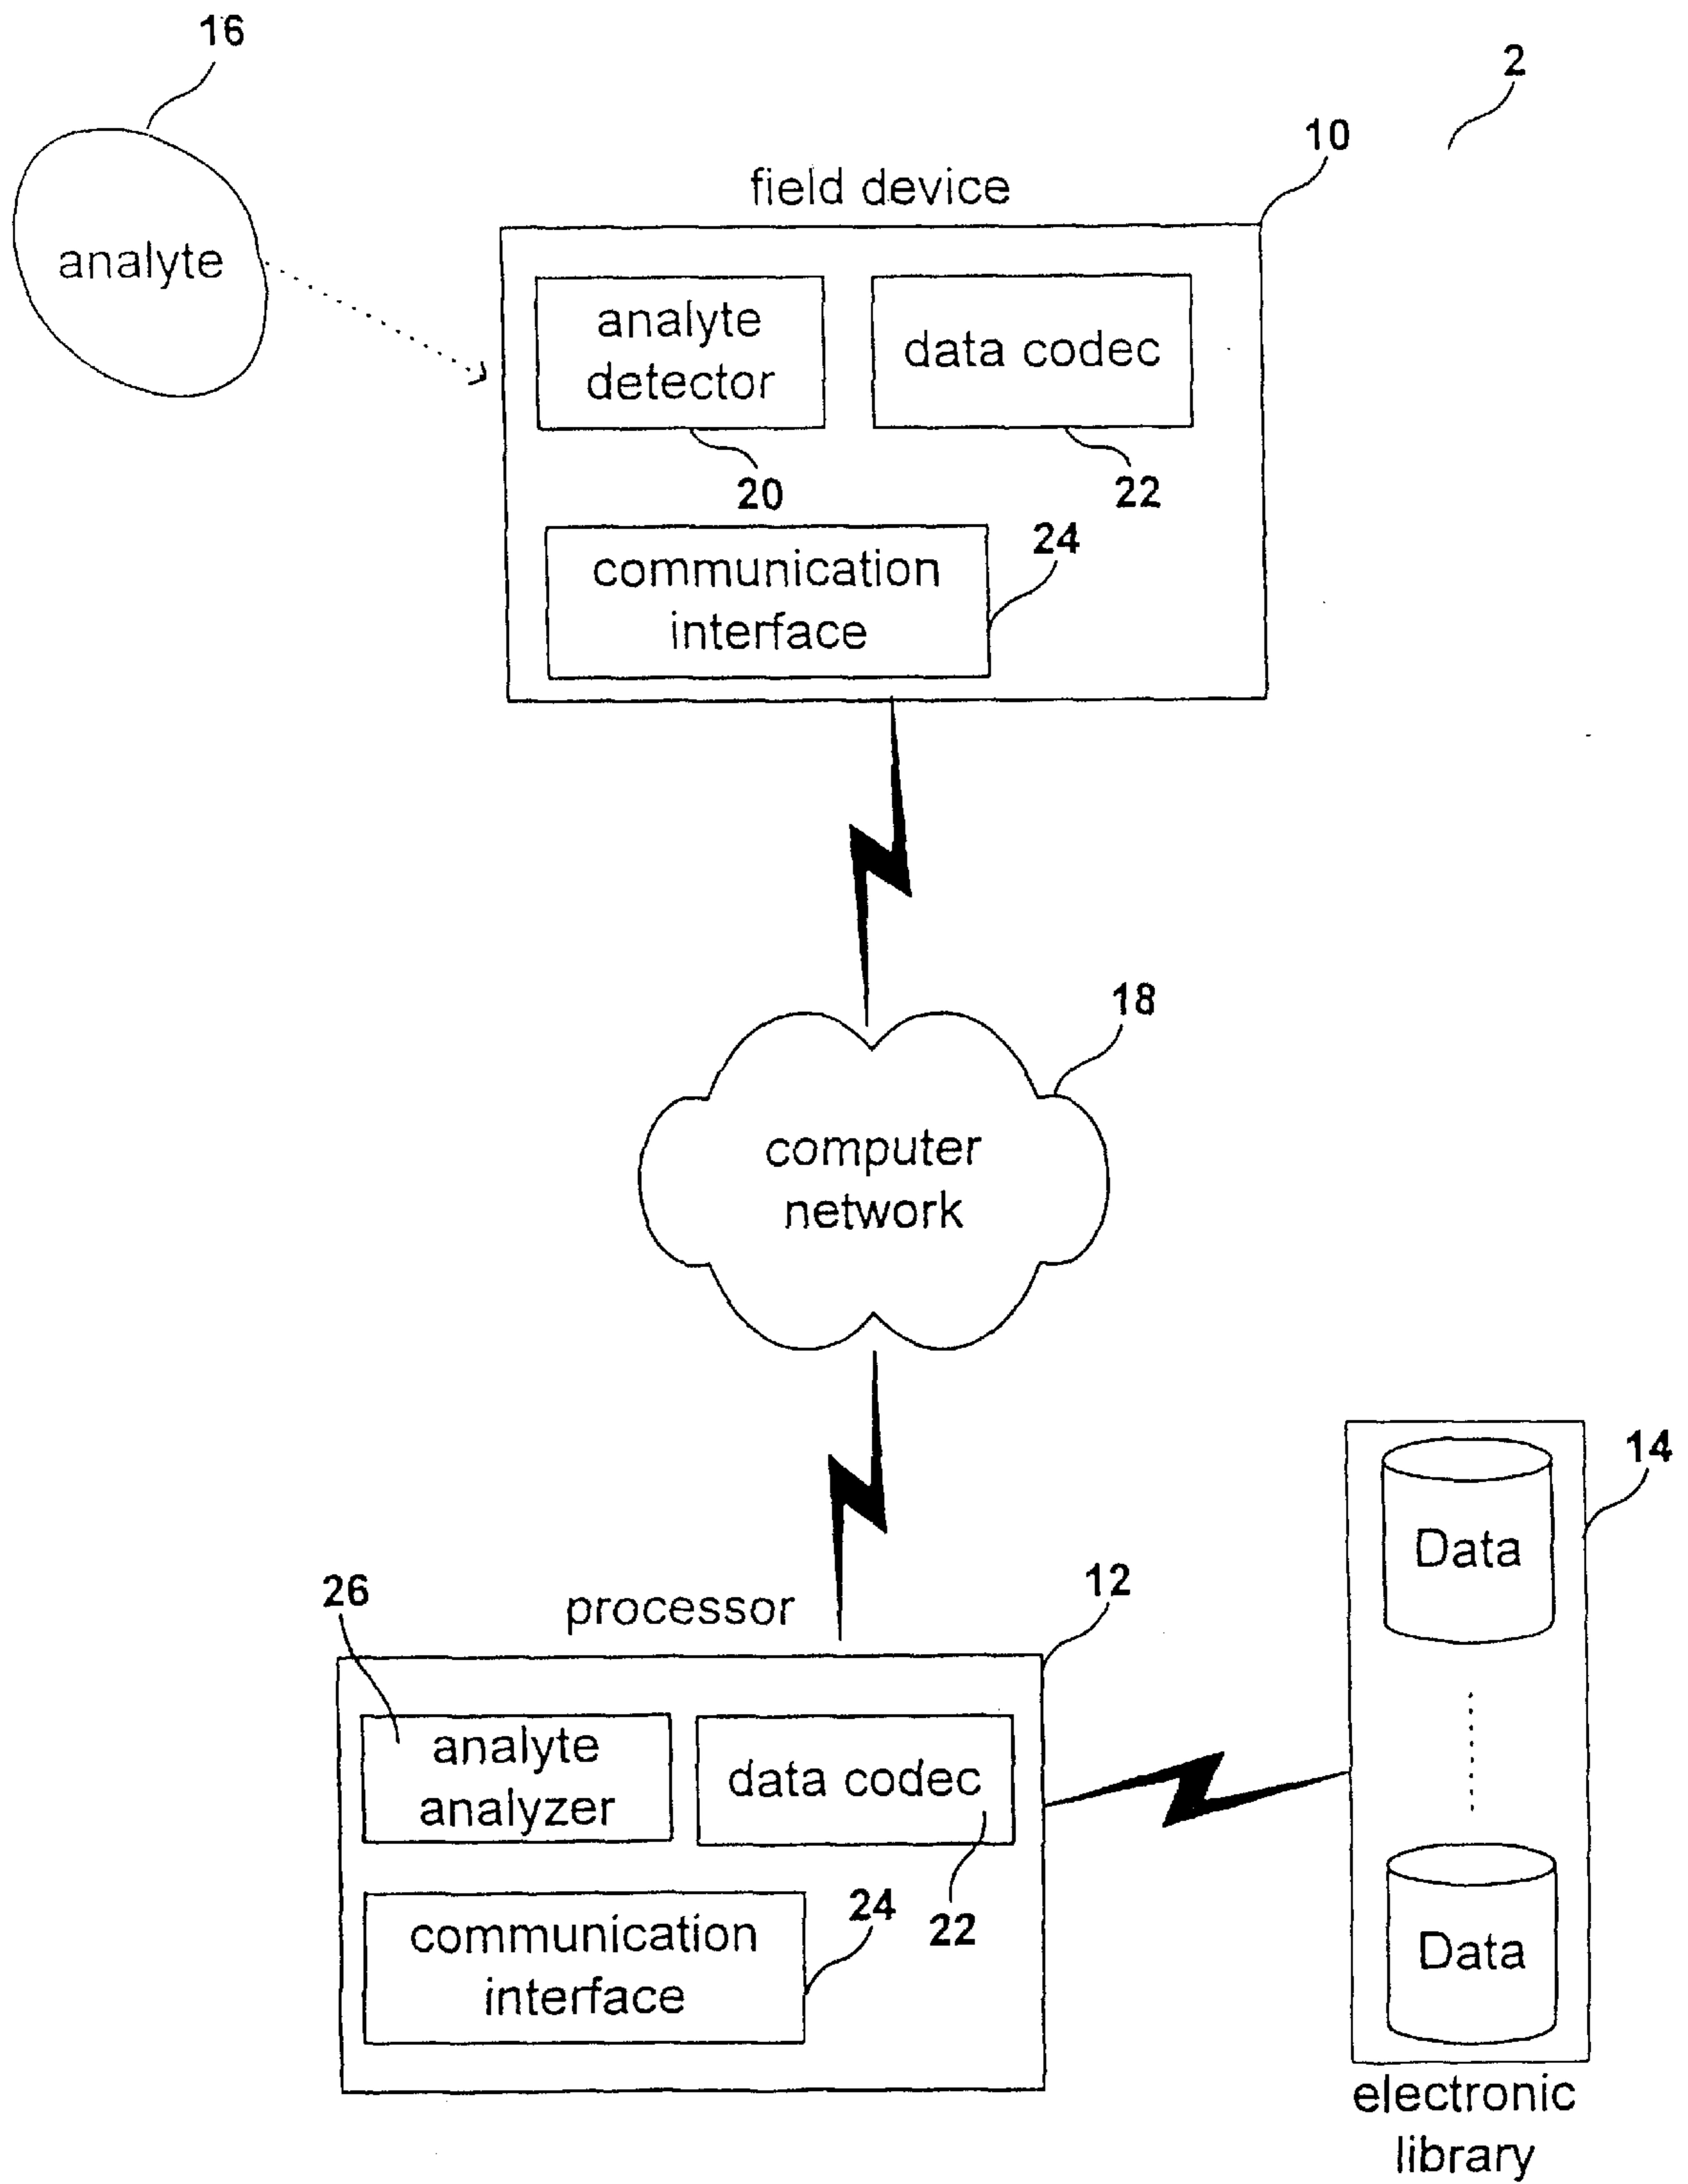 16
2
10
field device
analyte
analyte
detector
data codec
20
22
24
communication
interface
18
computer
network
14
Data
12
26
processor
analyte
analyzer
data codec
24
22
communication
interface
Data
electronic
library